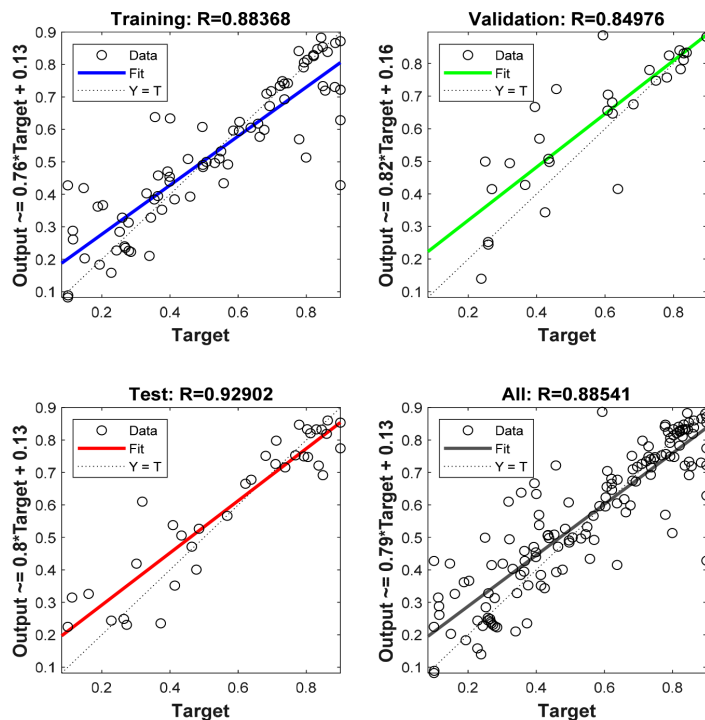 Training: R=0.88368
Output ~= 0.76*Target + 0.13
0.9
0.8
0.7
0.6
0.5
0.4
0.3
0.2
0.1
Data
Fit
Y = T
0.2 0.4 0.6 0.8
Target
Validation: R=0.84976
Output ~= 0.82*Target + 0.16
0.9
0.8
0.7
0.6
0.5
0.4
0.3
0.2
0.1
Data
Fit
Y = T
0.2 0.4 0.6 0.8
Target
Test: R=0.92902
Output ~= 0.8*Target + 0.13
0.9
0.8
0.7
0.6
0.5
0.4
0.3
0.2
0.1
Data
Fit
Y = T
0.2 0.4 0.6 0.8
Target
All: R=0.88541
Output ~= 0.79*Target + 0.13
0.9
0.8
0.7
0.6
0.5
0.4
0.3
0.2
0.1
Data
Fit
Y = T
0.2 0.4 0.6 0.8
Target